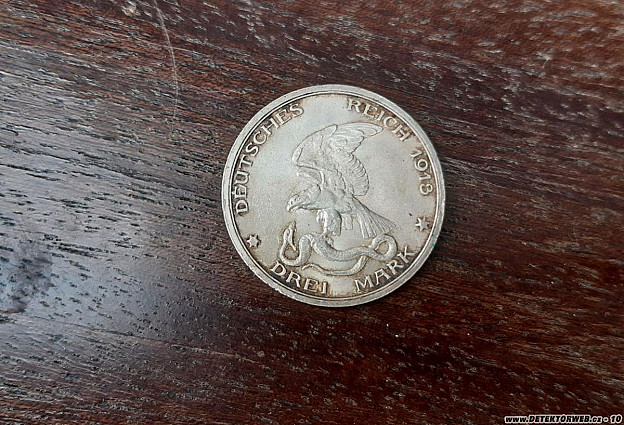 DEUTSCHES REICH 1913
DREI MARK
www.DETEKTORWEB.cz - 10